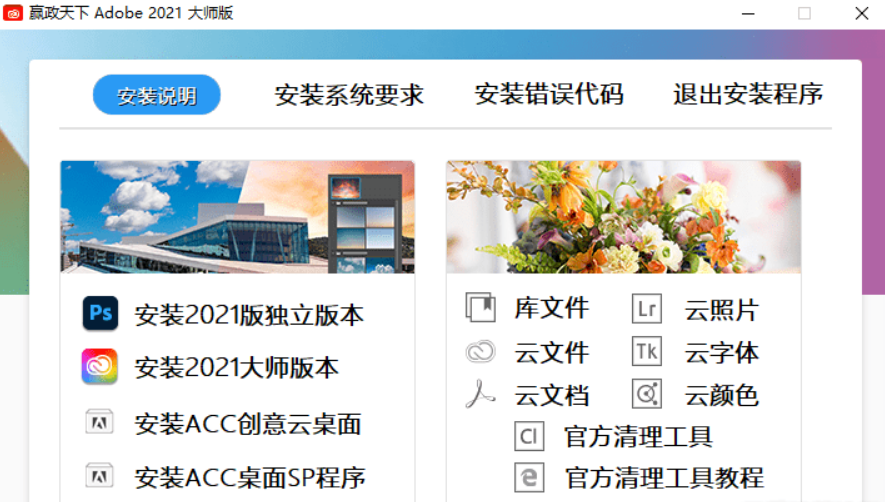 赢政天下 Adobe 2021 大师版
安装说明 安装系统要求 安装错误代码 退出安装程序
Ps 安装2021版独立版本
安装2021大师版本
安装ACC创意云桌面
安装ACC桌面SP程序
库文件 Lr 云照片
云文件 Tk 云字体
云文档 云颜色
CI 官方清理工具
官方清理工具教程